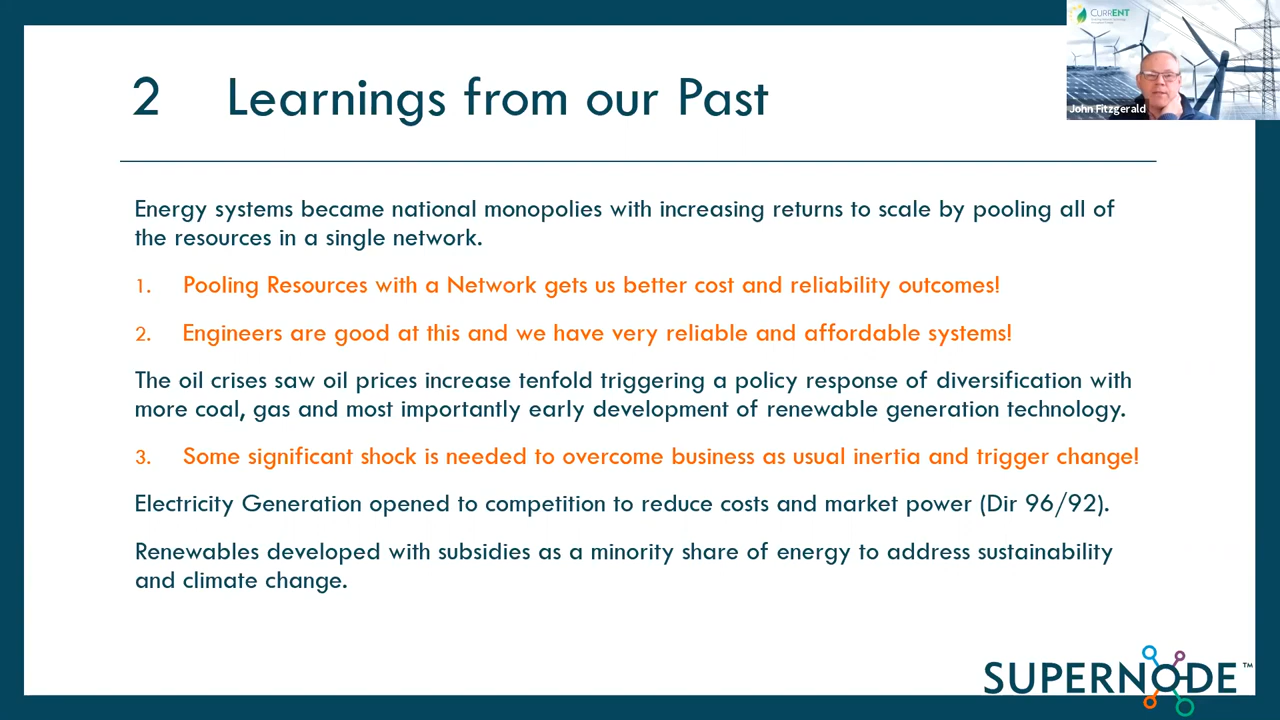 2 Learnings from our Past
CURRENT
John Fitzgerald
Energy systems became national monopolies with increasing returns to scale by pooling all of
the resources in a single network.
1. Pooling Resources with a Network gets us better cost and reliability outcomes!
2. Engineers are good at this and we have very reliable and affordable systems!
The oil crises saw oil prices increase tenfold triggering a policy response of diversification with
more coal, gas and most importantly early development of renewable generation technology.
3. Some significant shock is needed to overcome business as usual inertia and trigger change!
Electricity Generation opened to competition to reduce costs and market power (Dir 96/92).
Renewables developed with subsidies as a minority share of energy to address sustainability
and climate change.
SUPERNODE™